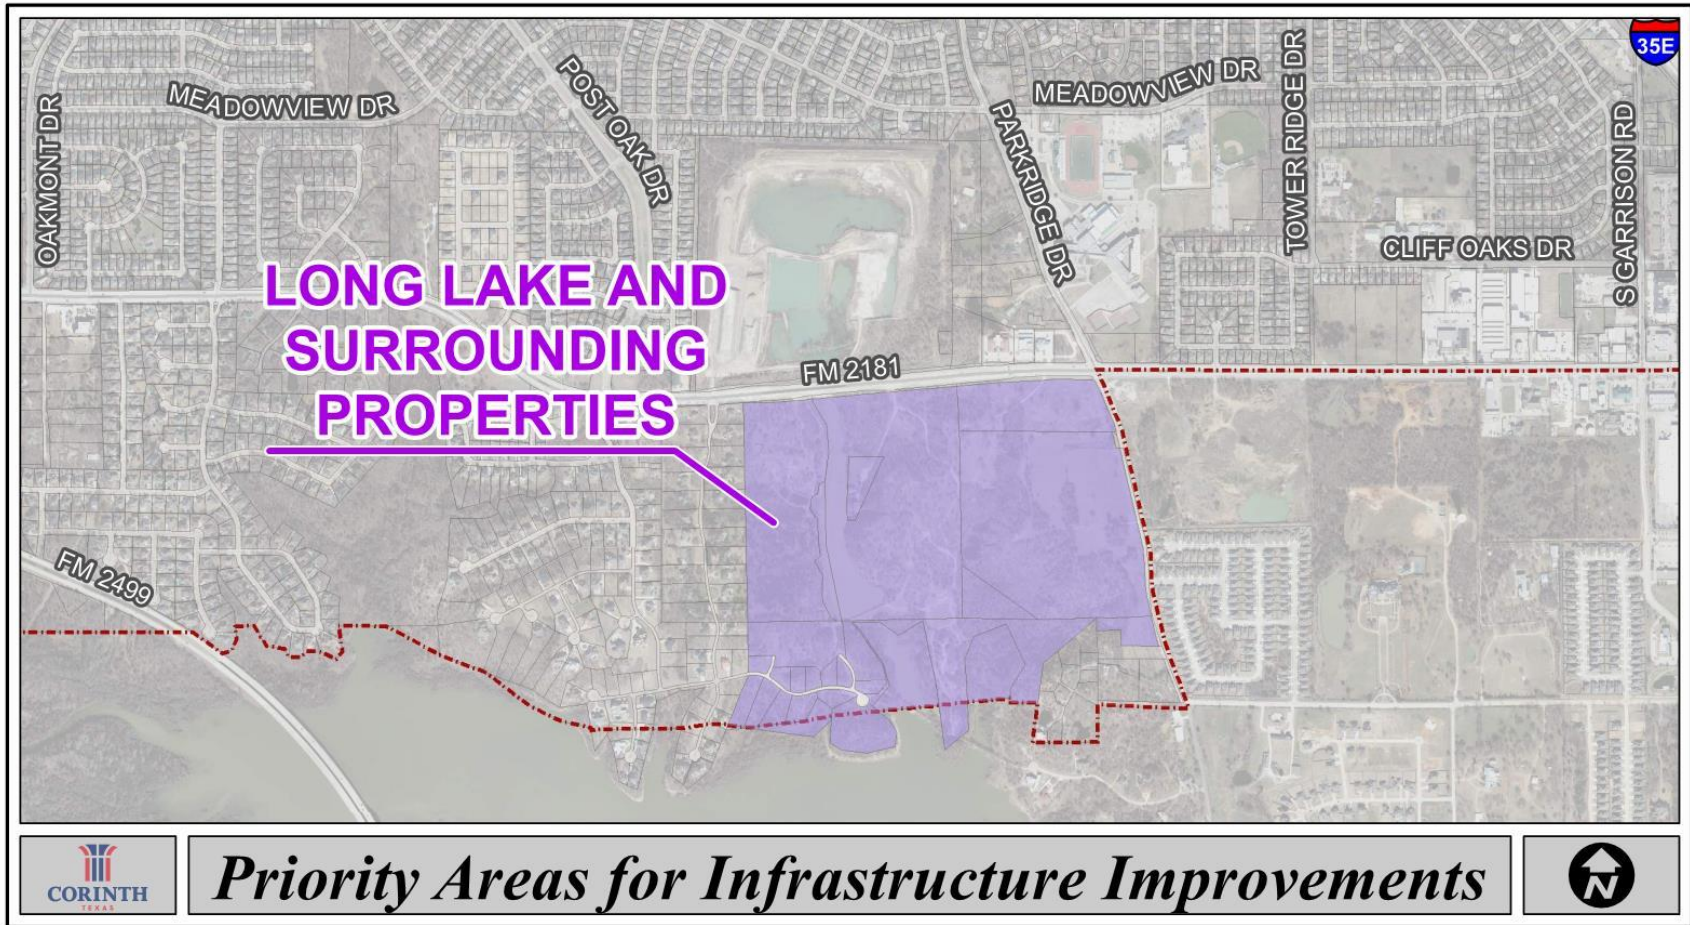 35E
OAKMONT DR
MEADOWVIEW DR
POST OAK DR
PARKRIDGE DR
MEADOWVIEW DR
TOWER RIDGE DR
S GARRISON RD
CLIFF OAKS DR
LONG LAKE AND
SURROUNDING
PROPERTIES
FM 2181
FM 2499
CORINTH
TEXAS
Priority Areas for Infrastructure Improvements
N